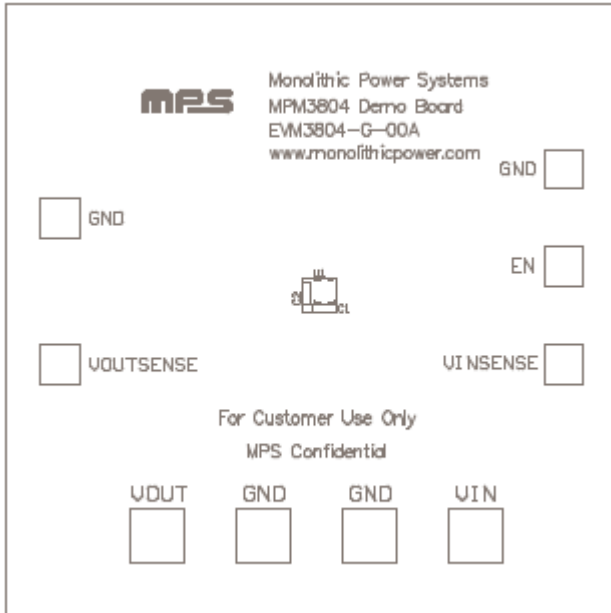 mps
Monolithic Power Systems
MPM3804 Demo Board
EVM3804-G-00A
www.monolithicpower.com
GND
GND
EN
U1
C1
VOUTSENSE
VINSENSE
For Customer Use Only
MPS Confidential
VOUT GND GND VIN